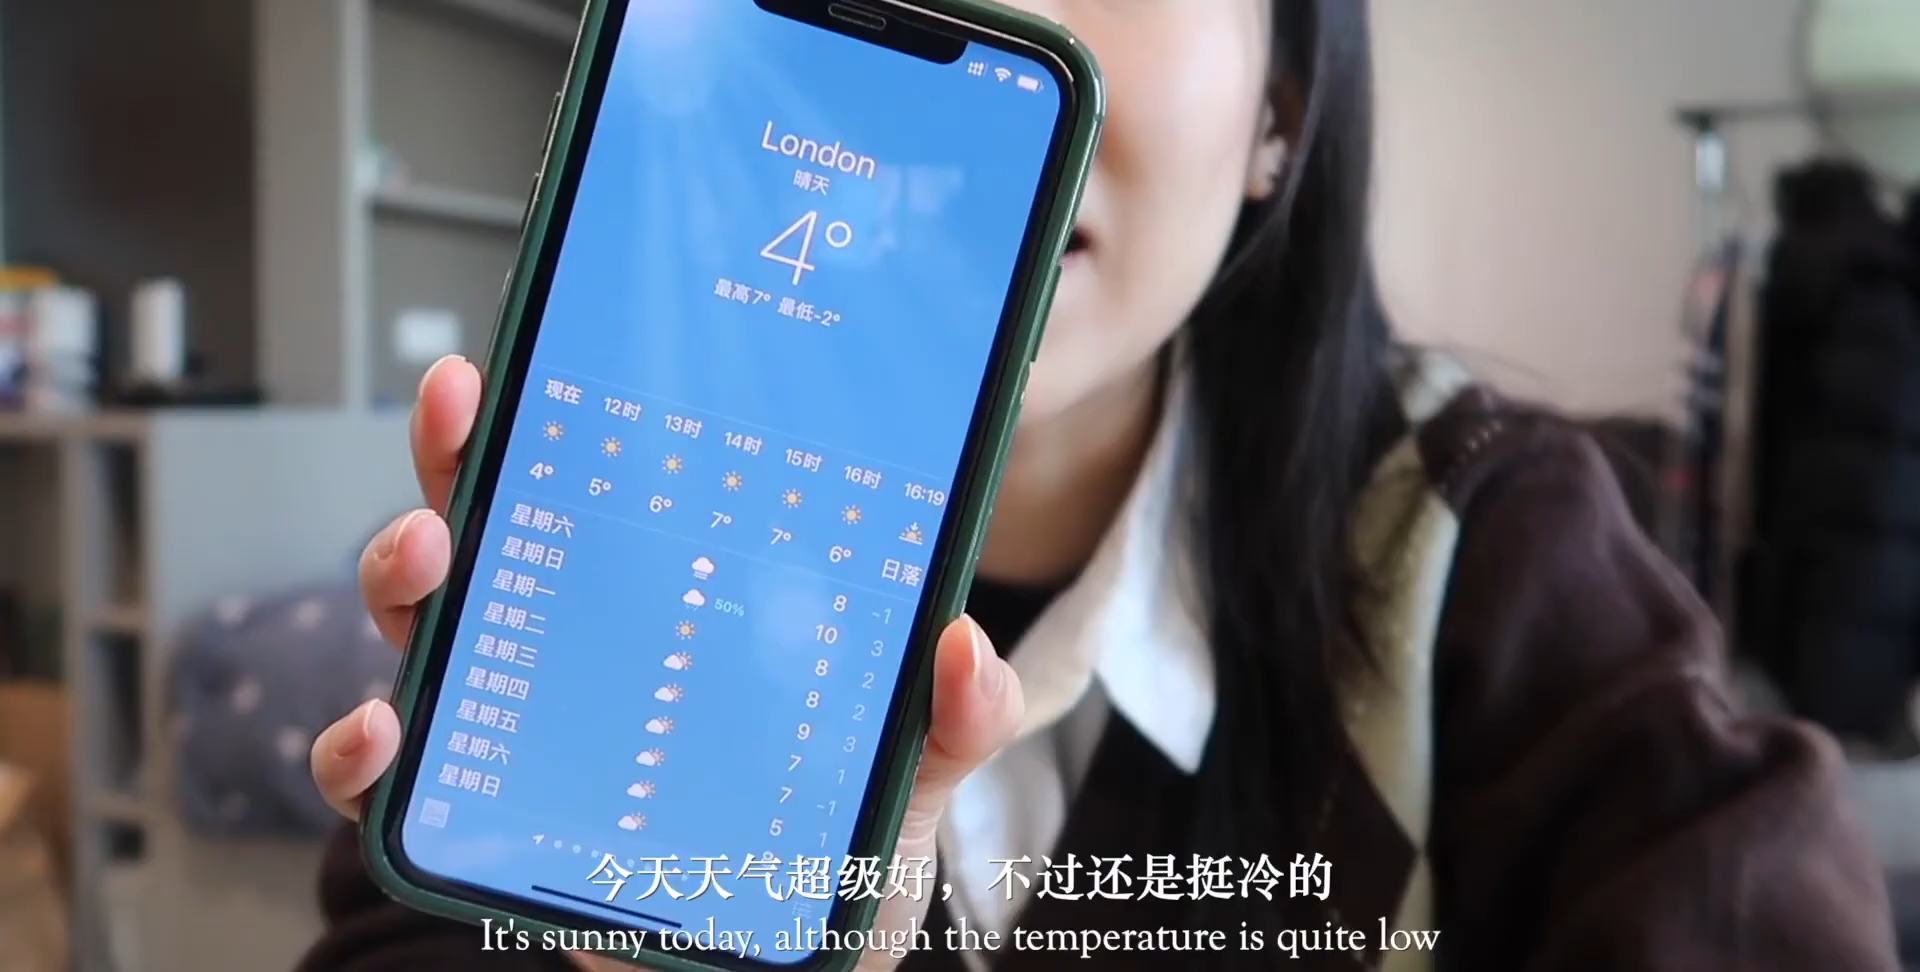 London
晴天
4°
最高7° 最低-2°
现在 12时 13时 14时 15时 16时 16:19
4° 5° 6° 7° 7° 6° 日落
星期六 8 -1
星期日 50% 10 3
星期一 8 2
星期二 8 2
星期三 9 3
星期四 7 1
星期五 7 -1
星期六 5 1
星期日
今天天气超级好，不过还是挺冷的
It's sunny today, although the temperature is quite low